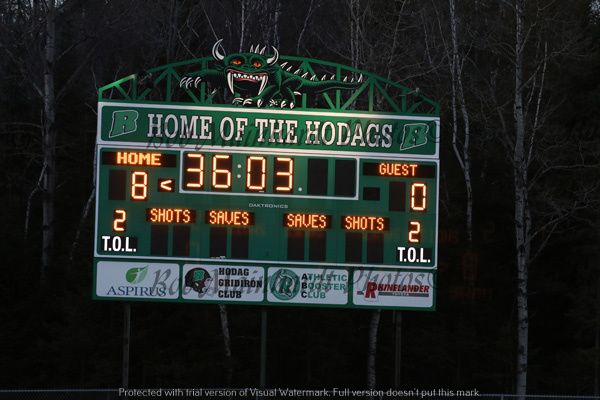 R HOME OF THE HODAGS R
HOME 36:03 GUEST
8 < 0
DAKTRONICS
2 SHOTS SAVES SAVES SHOTS 2
T.O.L. T.O.L.
ASPIRUS
HODAG
GRIDIRON
CLUB
ATHLETIC
BOOSTER
CLUB
RHINELANDER
TOYOTA
Protected with trial version of Visual Watermark. Full version doesn't put this mark.